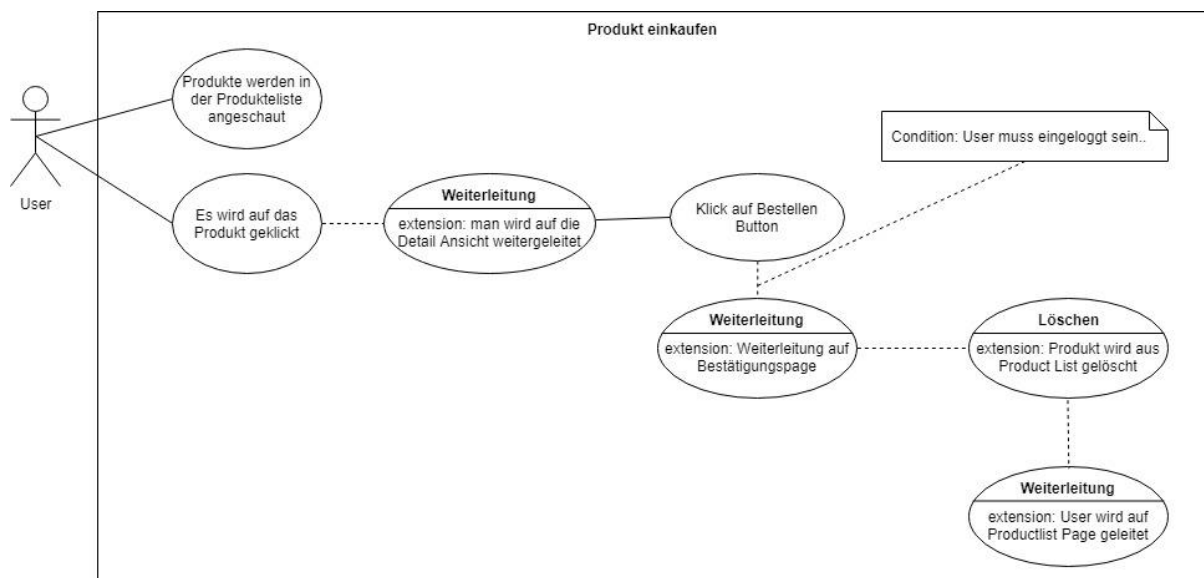 Produkt einkaufen
Produkte werden in
der Produkteliste
angeschaut
Condition: User muss eingeloggt sein..
User
Es wird auf das
Produkt geklickt
Weiterleitung
extension: man wird auf die
Detail Ansicht weitergeleitet
Klick auf Bestellen
Button
Weiterleitung
extension: Weiterleitung auf
Bestätigungspage
Löschen
extension: Produkt wird aus
Product List gelöscht
Weiterleitung
extension: User wird auf
Productlist Page geleitet